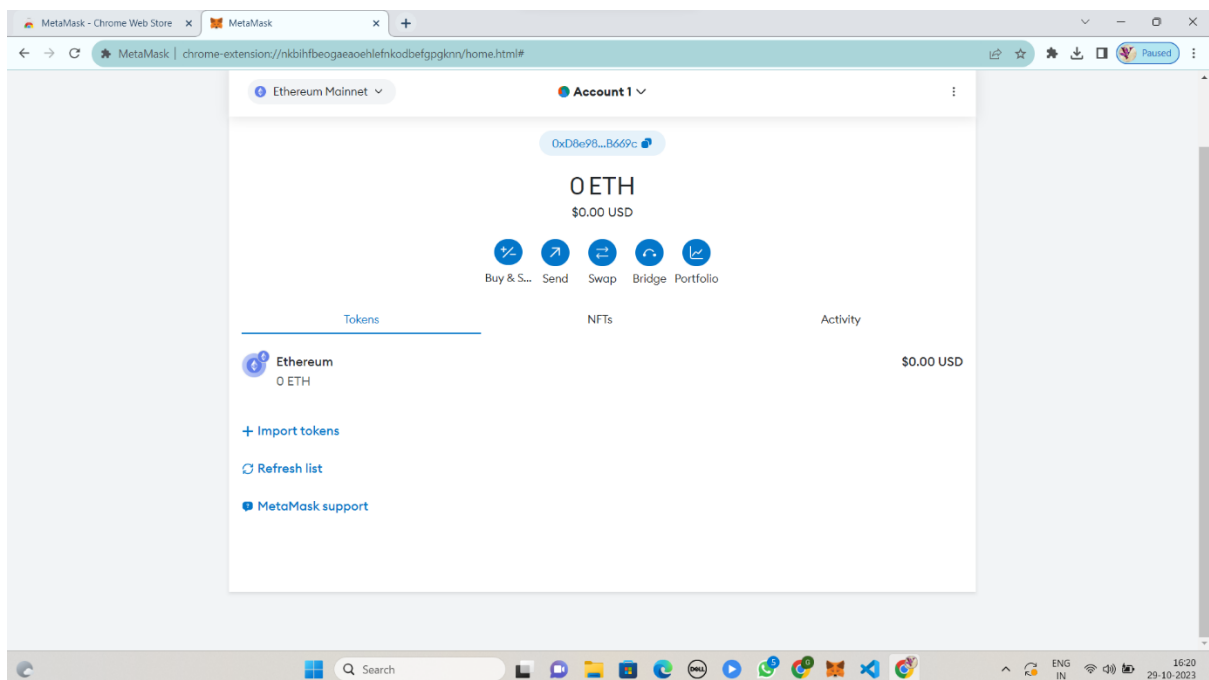 MetaMask - Chrome Web Store
MetaMask
MetaMask | chrome-extension://nkbihfbeogaeaoehlefnkodbefgpgknn/home.html#
Paused
Ethereum Mainnet
Account 1
0xD8e98...B669c
0 ETH
$0.00 USD
Buy & S... Send Swap Bridge Portfolio
Tokens NFTs Activity
Ethereum $0.00 USD
0 ETH
+ Import tokens
Refresh list
MetaMask support
Search
ENG
IN
16:20
29-10-2023